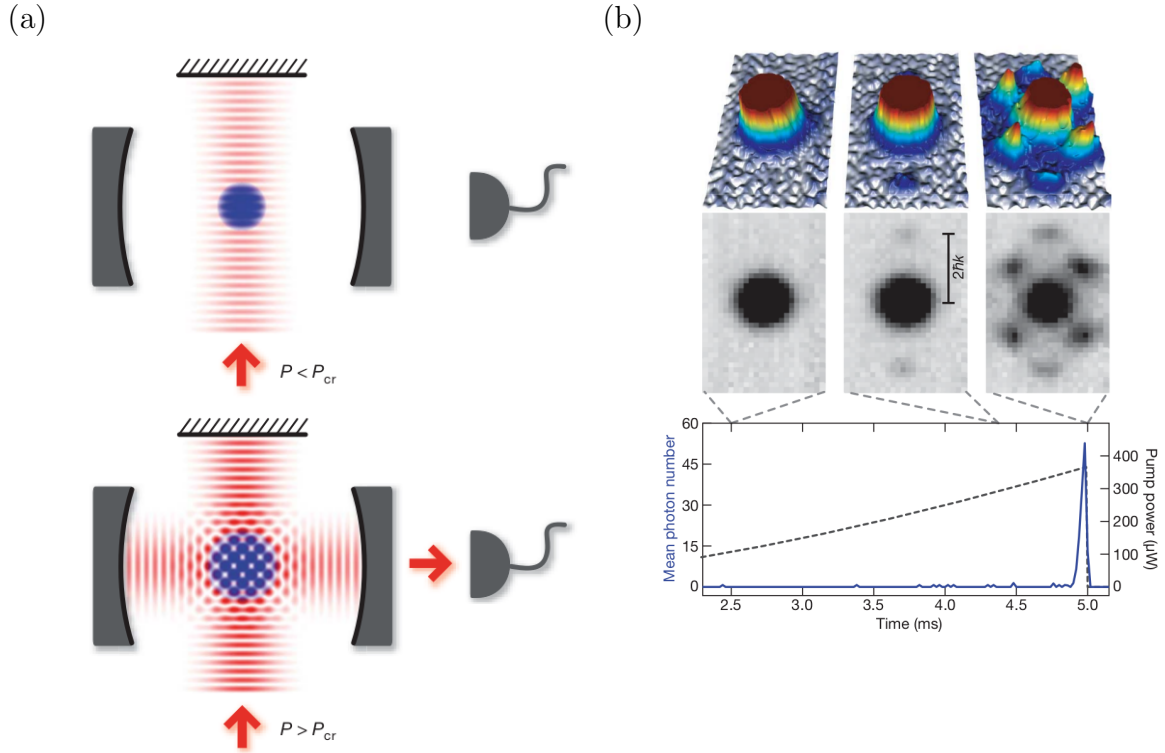 (a)
(b)
P < Pcr
P > Pcr
2ħk
Mean photon number
60
45
30
15
0
400
300
200
100
0
Pump power (μW)
2.5 3.0 3.5 4.0 4.5 5.0
Time (ms)